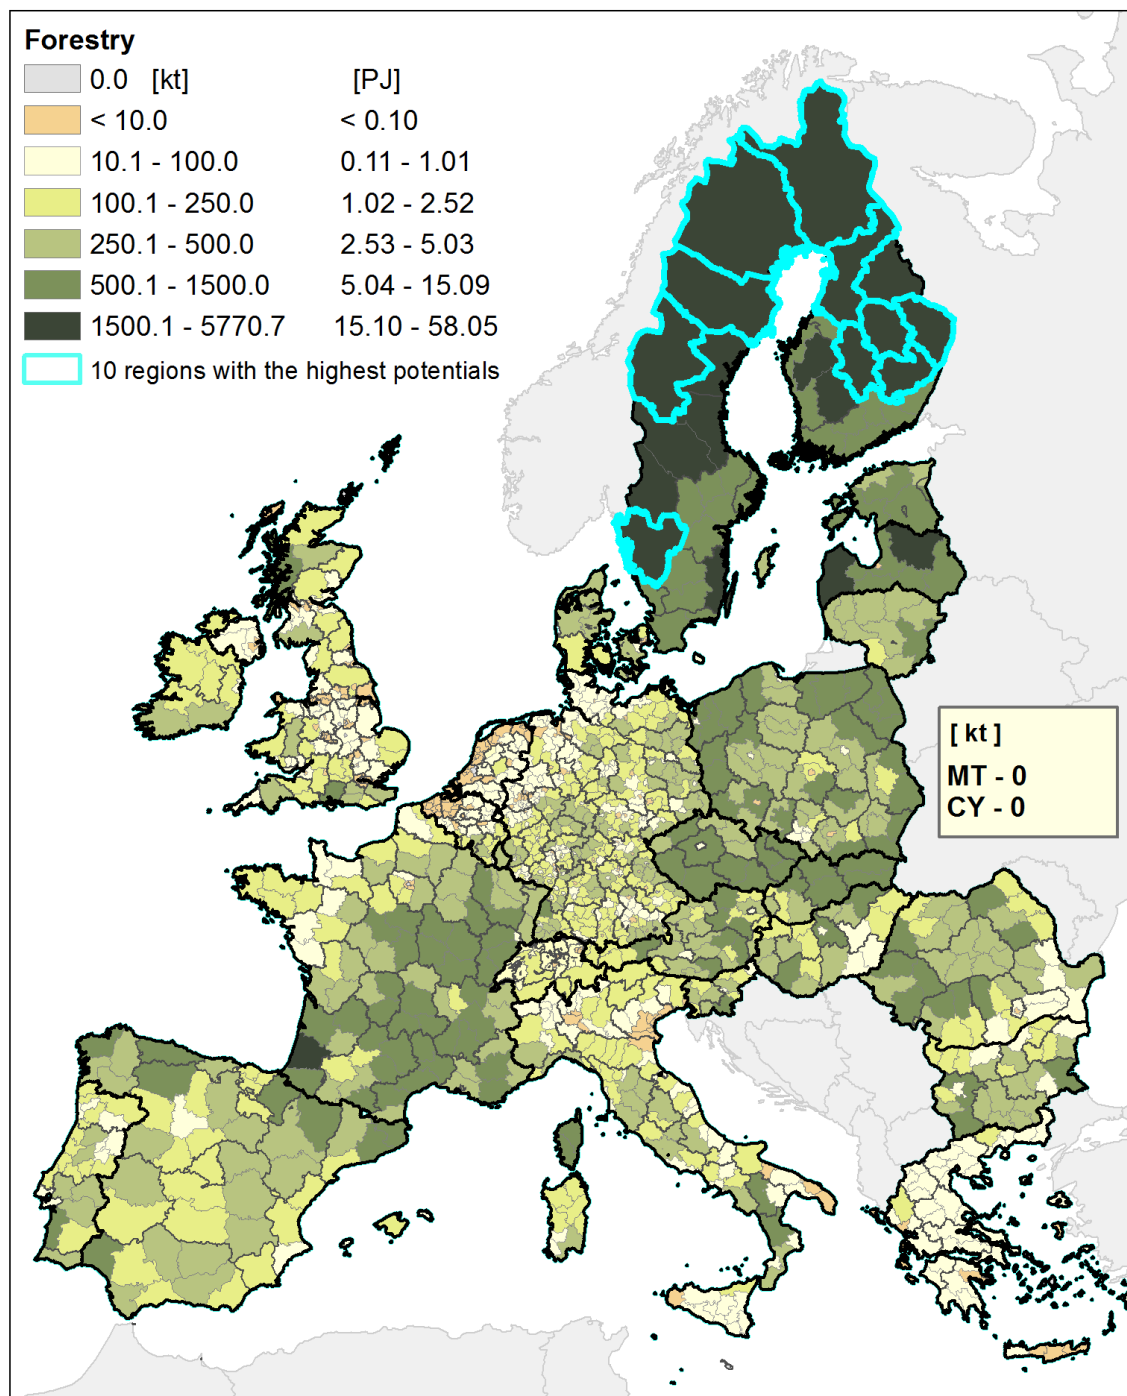 Forestry
0.0 [kt] [PJ]
< 10.0 < 0.10
10.1 - 100.0 0.11 - 1.01
100.1 - 250.0 1.02 - 2.52
250.1 - 500.0 2.53 - 5.03
500.1 - 1500.0 5.04 - 15.09
1500.1 - 5770.7 15.10 - 58.05
10 regions with the highest potentials
[ kt ]
MT - 0
CY - 0